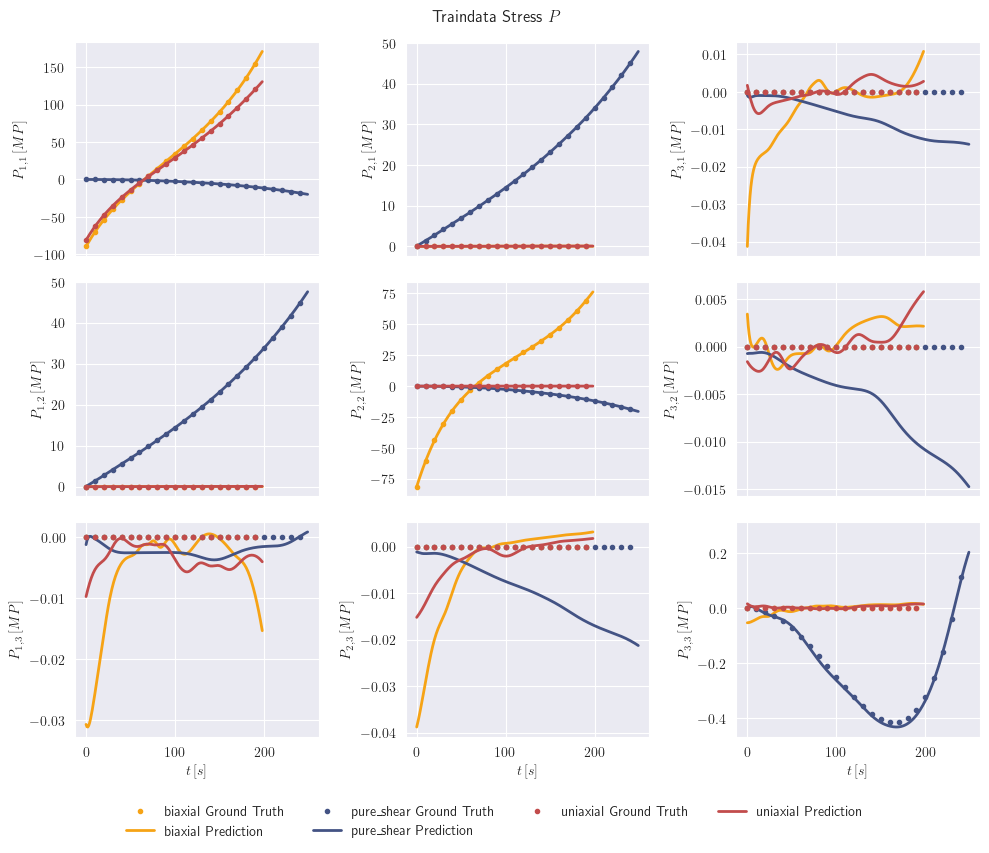 Traindata Stress P
150
100
50
0
−50
−100
P1,1 [MP]
50
40
30
20
10
0
P2,1 [MP]
0.01
0.00
−0.01
−0.02
−0.03
−0.04
P3,1 [MP]
50
40
30
20
10
0
P1,2 [MP]
75
50
25
0
−25
−50
−75
P2,2 [MP]
0.005
0.000
−0.005
−0.010
−0.015
P3,2 [MP]
0.00
−0.01
−0.02
−0.03
P1,3 [MP]
0 100 200
t [s]
0.00
−0.01
−0.02
−0.03
−0.04
P2,3 [MP]
0 100 200
t [s]
0.2
0.0
−0.2
−0.4
P3,3 [MP]
0 100 200
t [s]
biaxial Ground Truth
biaxial Prediction
pure_shear Ground Truth
pure_shear Prediction
uniaxial Ground Truth
uniaxial Prediction